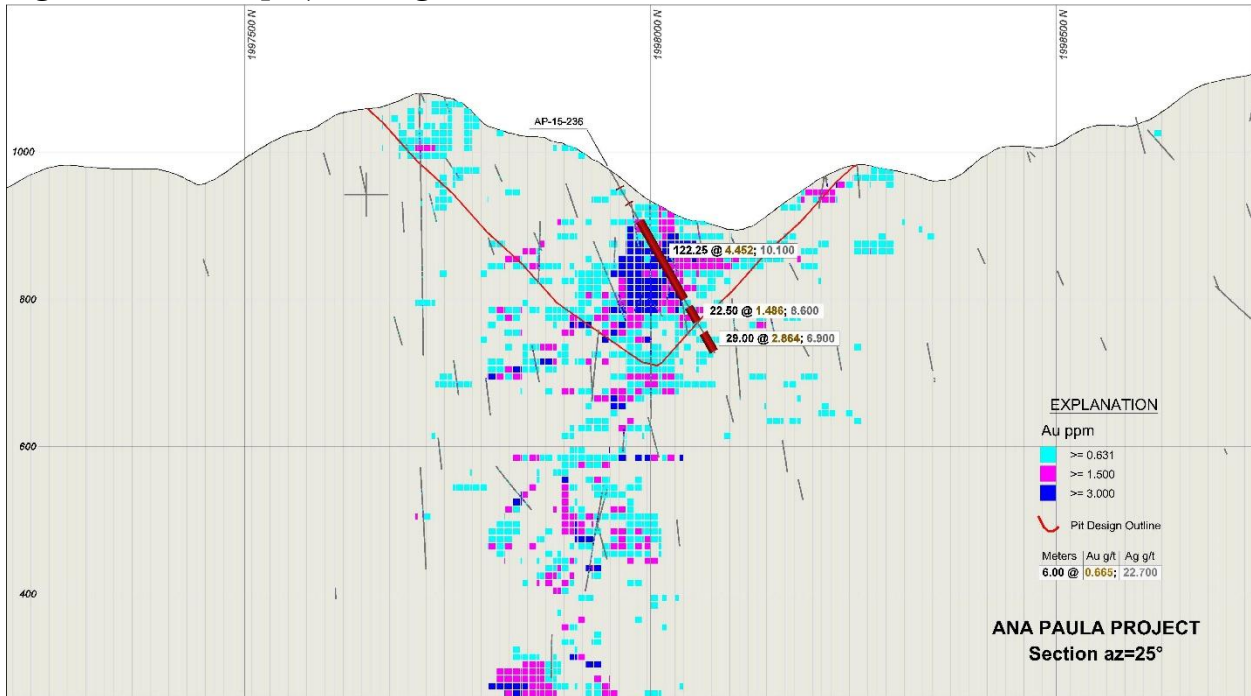 1997500 N
1998000 N
1998500 N
AP-15-236
1000
800
600
400
122.25 @ 4.452; 10.100
22.50 @ 1.486; 8.600
29.00 @ 2.864; 6.900
EXPLANATION
Au ppm
>= 0.631
>= 1.500
>= 3.000
Pit Design Outline
Meters Au g/t Ag g/t
6.00 @ 0.665; 22.700
ANA PAULA PROJECT
Section az=25°